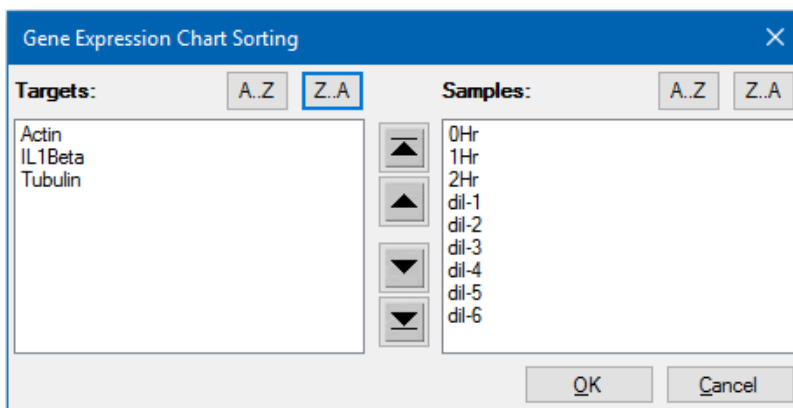 Gene Expression Chart Sorting
Targets: A..Z Z..A Samples: A..Z Z..A
Actin
IL1Beta
Tubulin
0Hr
1Hr
2Hr
dil-1
dil-2
dil-3
dil-4
dil-5
dil-6
OK Cancel